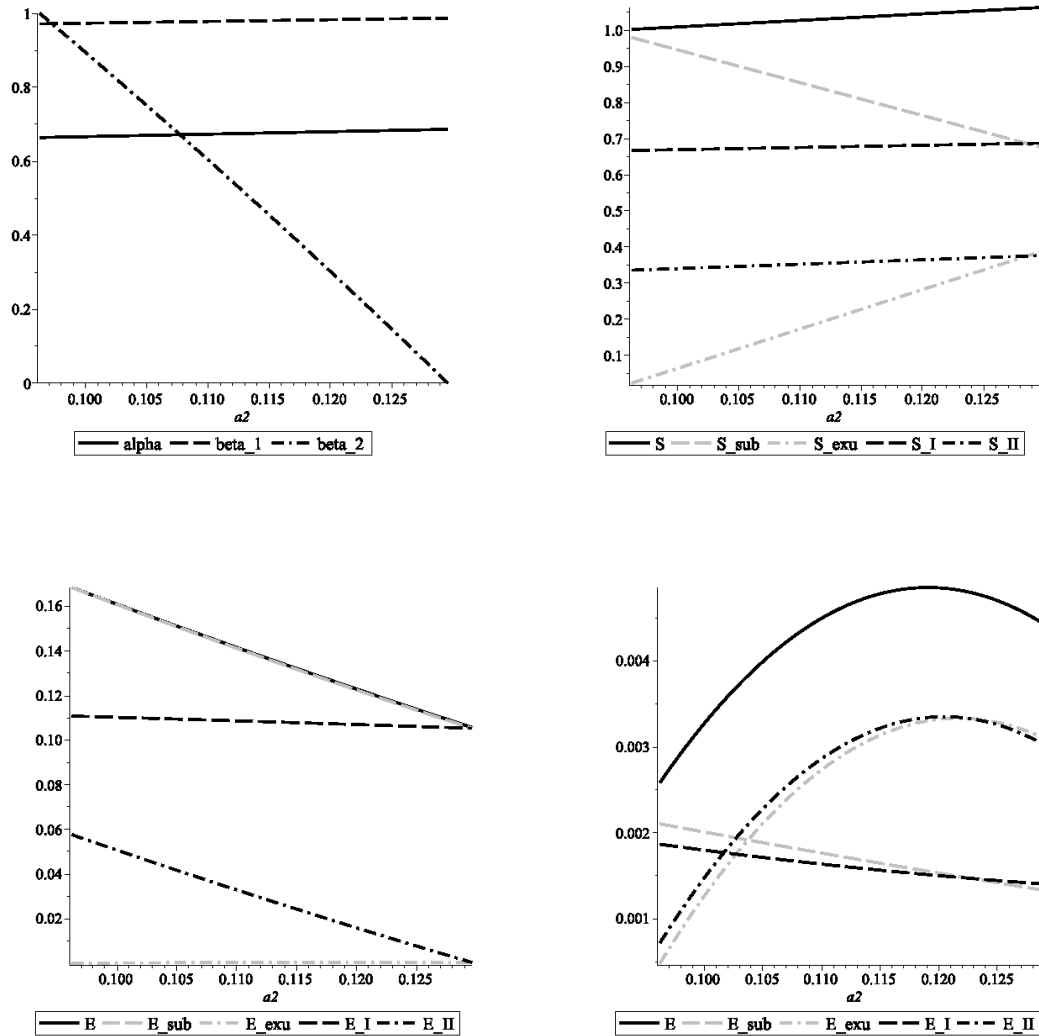 1
0.8
0.6
0.4
0.2
0
0.100 0.105 0.110 0.115 0.120 0.125
a2
alpha beta_1 beta_2
1.0
0.9
0.8
0.7
0.6
0.5
0.4
0.3
0.2
0.1
0.100 0.105 0.110 0.115 0.120 0.125
a2
S S_sub S_exu S_I S_II
0.16
0.14
0.12
0.10
0.08
0.06
0.04
0.02
0.100 0.105 0.110 0.115 0.120 0.125
a2
E E_sub E_exu E_I E_II
0.004
0.003
0.002
0.001
0.100 0.105 0.110 0.115 0.120 0.125
a2
E E_sub E_exu E_I E_II